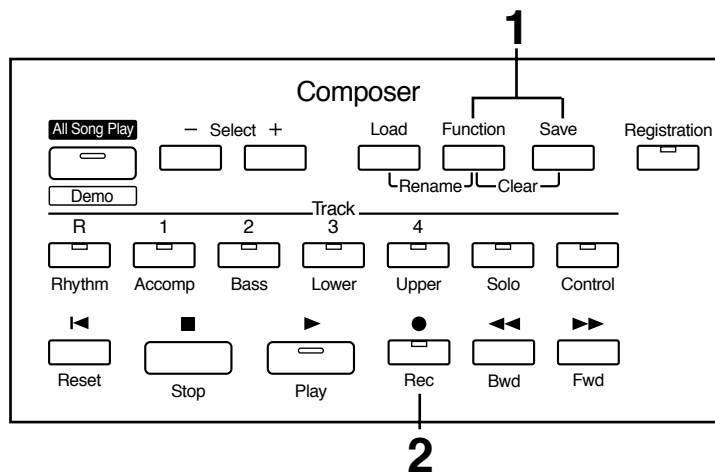 1
Composer
All Song Play − Select + Load Function Save Registration
Demo Rename Clear
Track
R 1 2 3 4
Rhythm Accomp Bass Lower Upper Solo Control
Reset Stop Play Rec Bwd Fwd
2